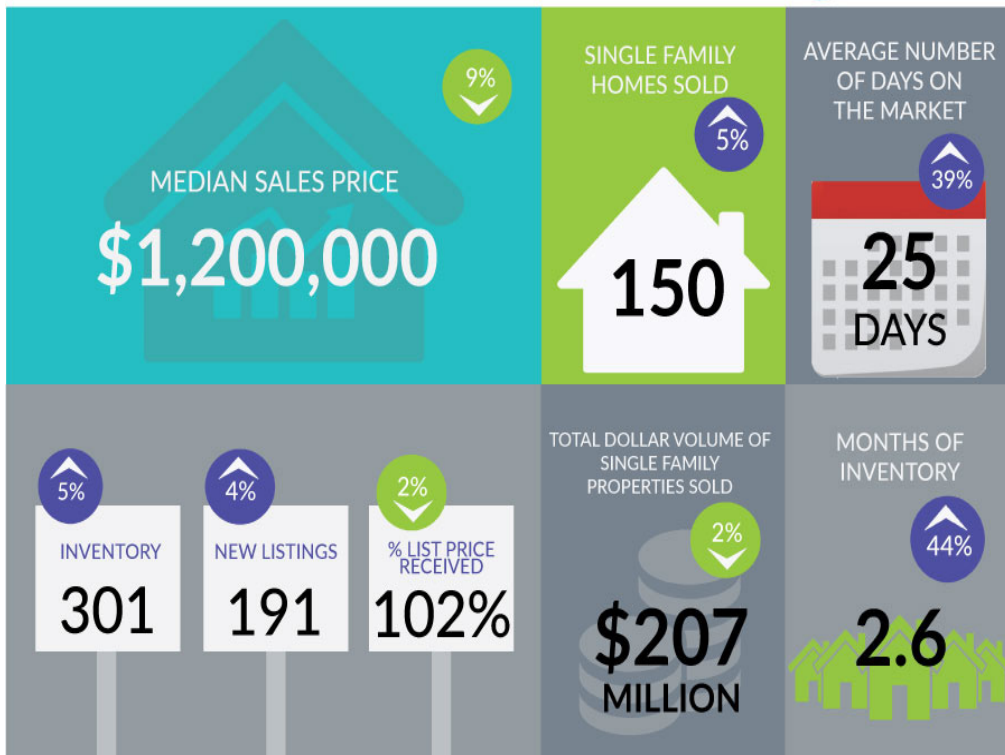 9%
MEDIAN SALES PRICE
$1,200,000
SINGLE FAMILY
HOMES SOLD
5%
150
AVERAGE NUMBER
OF DAYS ON
THE MARKET
39%
25
DAYS
5%
INVENTORY
301
4%
NEW LISTINGS
191
2%
% LIST PRICE
RECEIVED
102%
TOTAL DOLLAR VOLUME OF
SINGLE FAMILY
PROPERTIES SOLD
2%
$207
MILLION
MONTHS OF
INVENTORY
44%
2.6